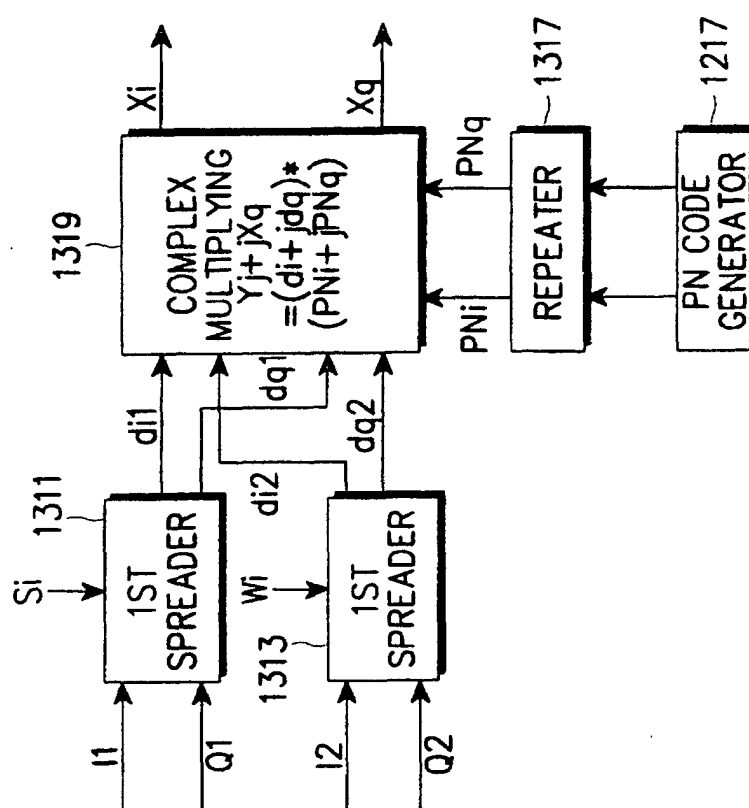 Si
1311
I1
Q1
1ST
SPREADER
di1
dq1
Wi
1313
I2
Q2
1ST
SPREADER
di2
dq2
1319
COMPLEX
MULTIPLYING
Yj+ jXq
=(di+ jdq)*
(PNi+ jPNq)
Xi
Xq
PNi
PNq
REPEATER
1317
PN CODE
GENERATOR
1217